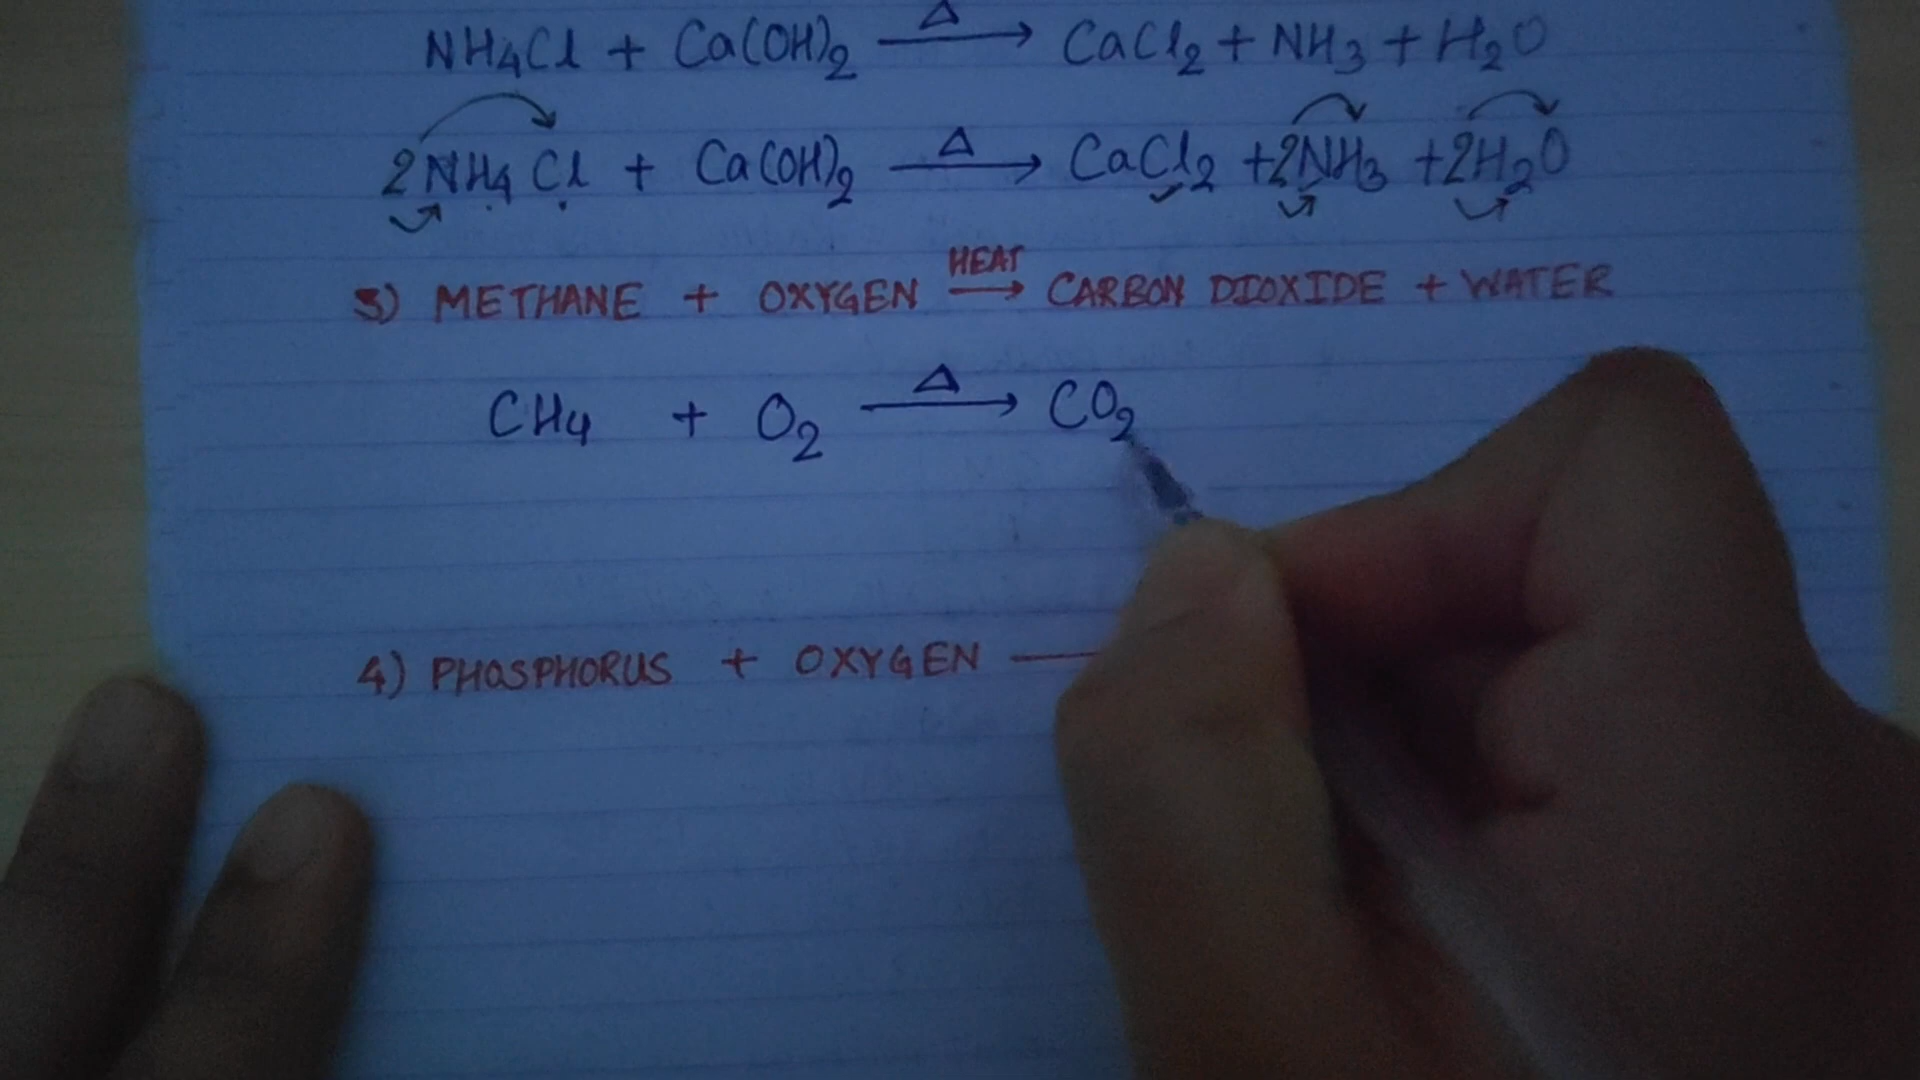 NH4Cl + Ca(OH)2 —Δ→ CaCl2 + NH3 + H2O
2NH4Cl + Ca(OH)2 —Δ→ CaCl2 + 2NH3 + 2H2O
3) METHANE + OXYGEN —HEAT→ CARBON DIOXIDE + WATER
CH4 + O2 —Δ→ CO2
4) PHOSPHORUS + OXYGEN —